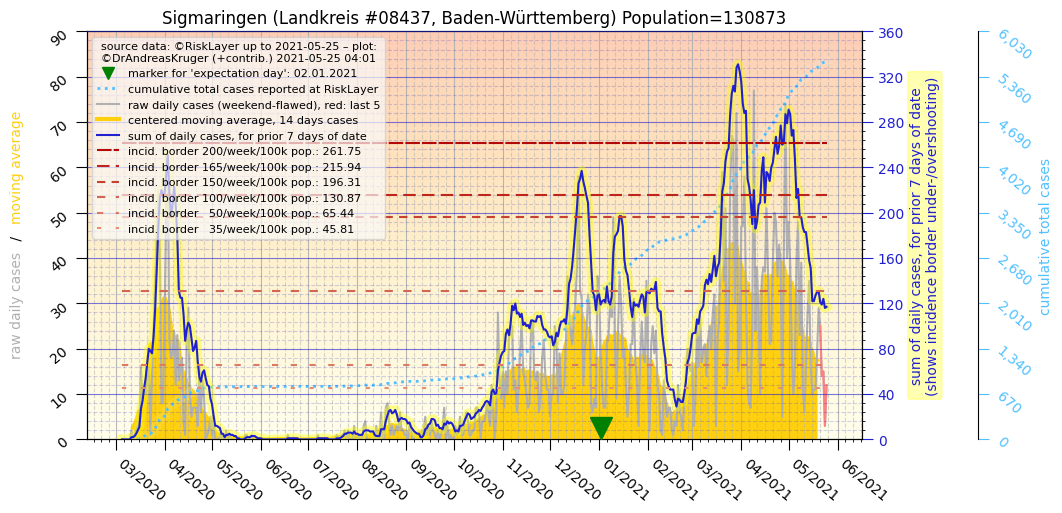 Sigmaringen (Landkreis #08437, Baden-Württemberg) Population=130873
source data: ©RiskLayer up to 2021-05-25 – plot:
©DrAndreasKruger (+contrib.) 2021-05-25 04:01
marker for 'expectation day': 02.01.2021
cumulative total cases reported at RiskLayer
raw daily cases (weekend-flawed), red: last 5
centered moving average, 14 days cases
sum of daily cases, for prior 7 days of date
incid. border 200/week/100k pop.: 261.75
incid. border 165/week/100k pop.: 215.94
incid. border 150/week/100k pop.: 196.31
incid. border 100/week/100k pop.: 130.87
incid. border 50/week/100k pop.: 65.44
incid. border 35/week/100k pop.: 45.81
raw daily cases / moving average
90
80
70
60
50
40
30
20
10
0
03/2020
04/2020
05/2020
06/2020
07/2020
08/2020
09/2020
10/2020
11/2020
12/2020
01/2021
02/2021
03/2021
04/2021
05/2021
06/2021
360
320
280
240
200
160
120
80
40
0
sum of daily cases, for prior 7 days of date
(shows incidence border under-/overshooting)
6,030
5,360
4,690
4,020
3,350
2,680
2,010
1,340
670
0
cumulative total cases